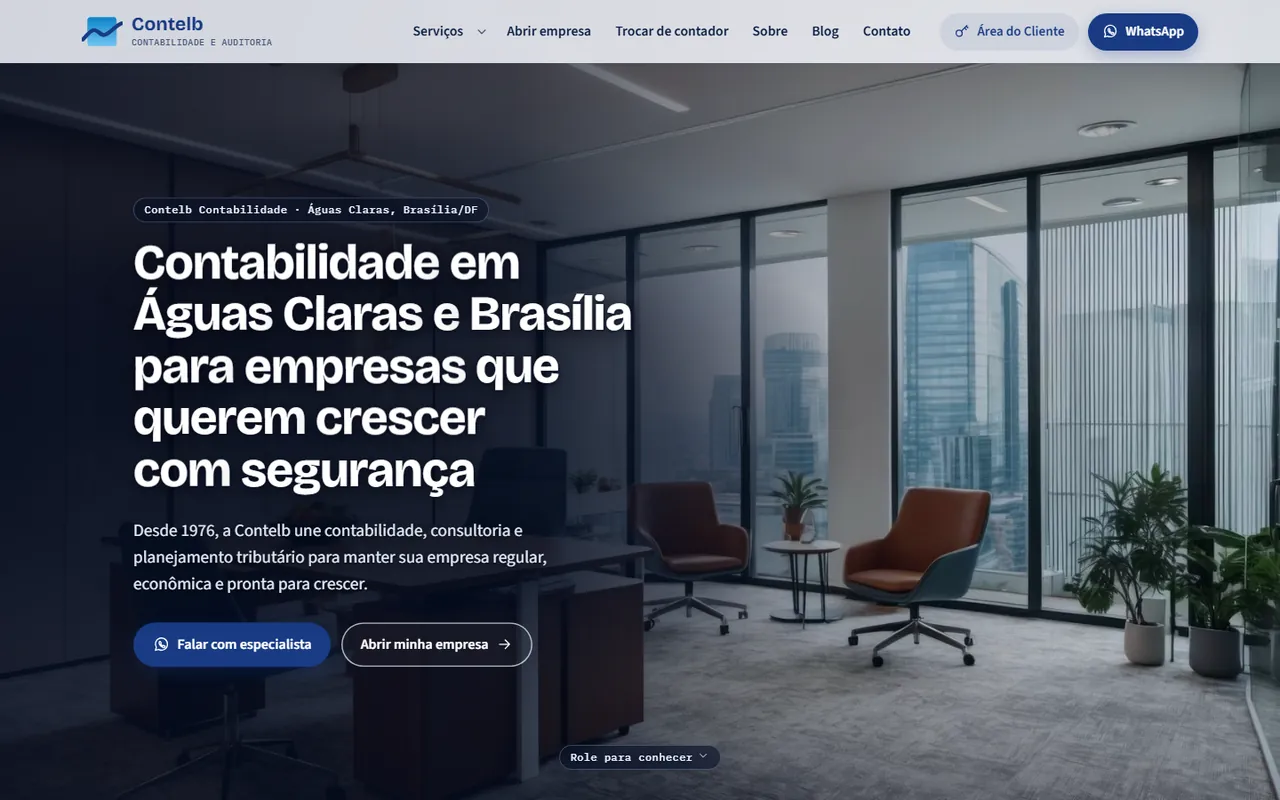 Contelb
CONTABILIDADE E AUDITORIA
Serviços
Abrir empresa
Trocar de contador
Sobre
Blog
Contato
Área do Cliente
WhatsApp
Contelb Contabilidade · Águas Claras, Brasília/DF
Contabilidade em
Águas Claras e Brasília
para empresas que
querem crescer
com segurança
Desde 1976, a Contelb une contabilidade, consultoria e
planejamento tributário para manter sua empresa regular,
econômica e pronta para crescer.
Falar com especialista
Abrir minha empresa →
Role para conhecer